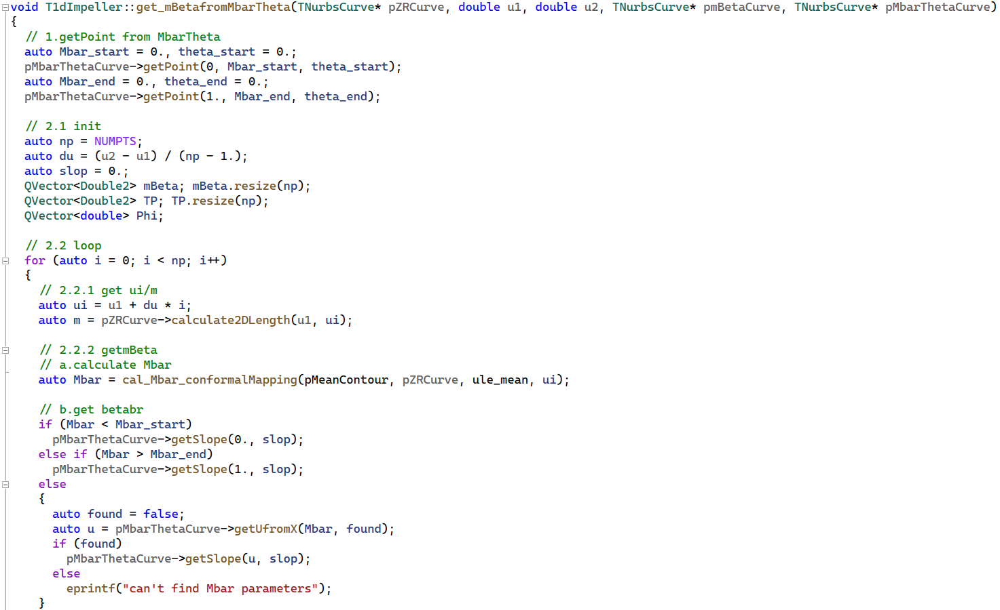 void T1dImpeller::get_mBetafromMbarTheta(TNurbsCurve* pZRCurve, double u1, double u2, TNurbsCurve* pmBetaCurve, TNurbsCurve* pMbarThetaCurve)
{
  // 1.getPoint from MbarTheta
  auto Mbar_start = 0., theta_start = 0.;
  pMbarThetaCurve->getPoint(0, Mbar_start, theta_start);
  auto Mbar_end = 0., theta_end = 0.;
  pMbarThetaCurve->getPoint(1., Mbar_end, theta_end);

  // 2.1 init
  auto np = NUMPTS;
  auto du = (u2 - u1) / (np - 1.);
  auto slop = 0.;
  QVector<Double2> mBeta; mBeta.resize(np);
  QVector<Double2> TP; TP.resize(np);
  QVector<double> Phi;

  // 2.2 loop
  for (auto i = 0; i < np; i++)
  {
    // 2.2.1 get ui/m
    auto ui = u1 + du * i;
    auto m = pZRCurve->calculate2DLength(u1, ui);

    // 2.2.2 getmBeta
    // a.calculate Mbar
    auto Mbar = cal_Mbar_conformalMapping(pMeanContour, pZRCurve, ule_mean, ui);

    // b.get betabr
    if (Mbar < Mbar_start)
      pMbarThetaCurve->getSlope(0., slop);
    else if (Mbar > Mbar_end)
      pMbarThetaCurve->getSlope(1., slop);
    else
    {
      auto found = false;
      auto u = pMbarThetaCurve->getUfromX(Mbar, found);
      if (found)
        pMbarThetaCurve->getSlope(u, slop);
      else
        eprintf("can't find Mbar parameters");
    }